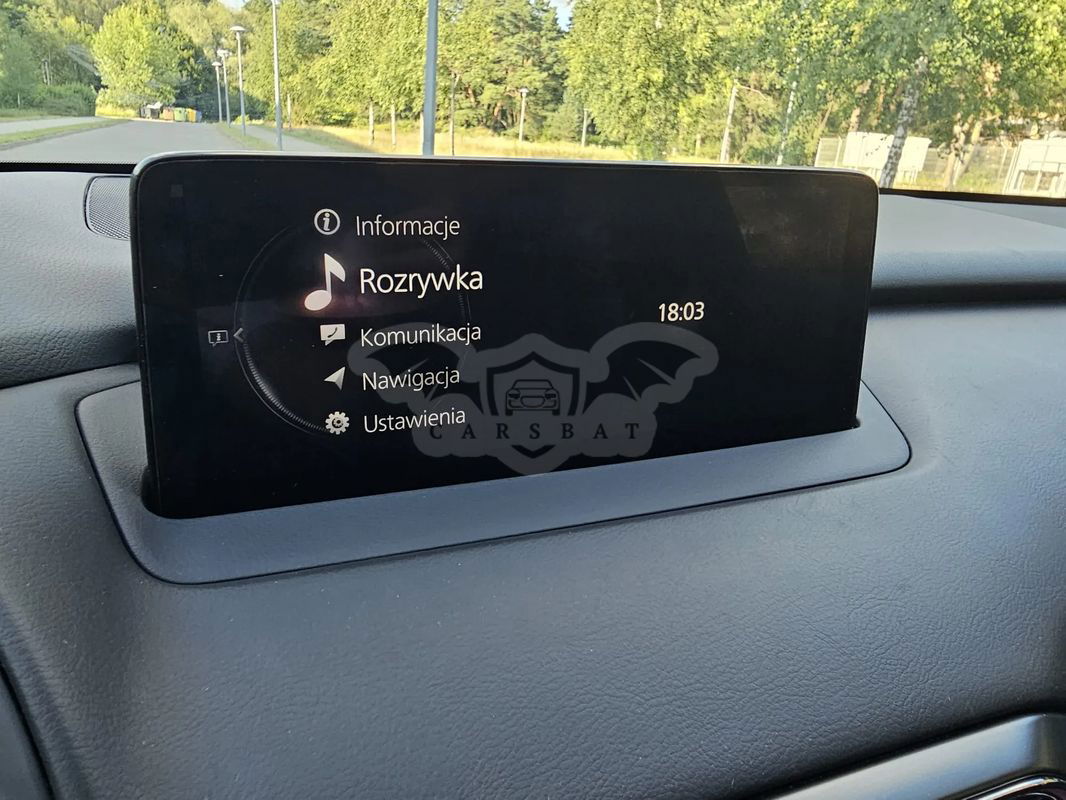 Informacje
Rozrywka
18:03
Komunikacja
Nawigacja
Ustawienia
CARSBAT